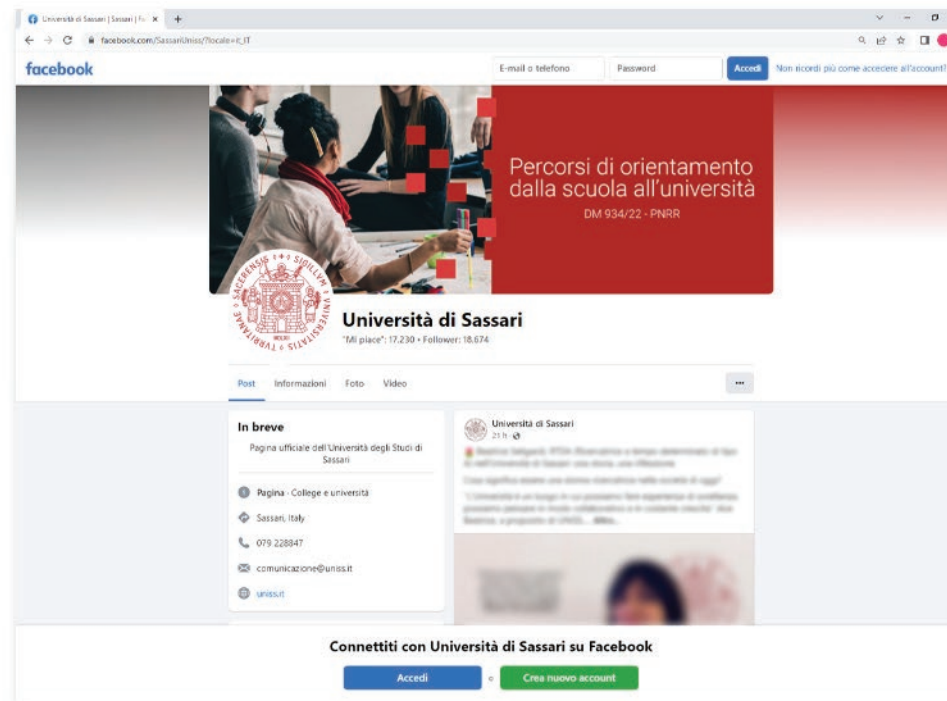 Università di Sassari | Sassari | Fa
facebook.com/SassariUniss/?locale=it_IT
facebook
E-mail o telefono
Password
Accedi
Non ricordi più come accedere all'account?
Percorsi di orientamento
dalla scuola all'università
DM 934/22 - PNRR
Università di Sassari
"Mi piace": 17.230 • Follower: 18.674
Post
Informazioni
Foto
Video
In breve
Pagina ufficiale dell'Università degli Studi di
Sassari
Pagina · College e università
Sassari, Italy
079 228847
comunicazione@uniss.it
uniss.it
Università di Sassari
21 h
Connettiti con Università di Sassari su Facebook
Accedi
o
Crea nuovo account